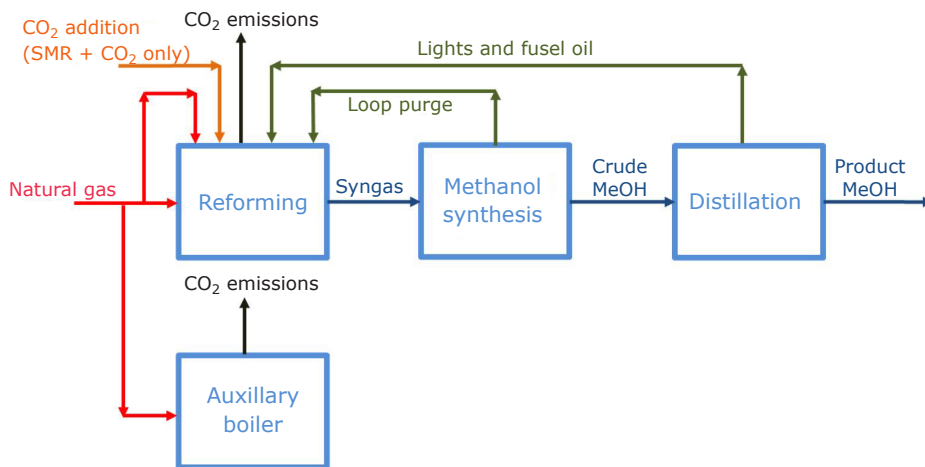 CO₂ addition
(SMR + CO₂ only)
CO₂ emissions
Lights and fusel oil
Loop purge
Natural gas
Reforming
Syngas
Methanol
synthesis
Crude
MeOH
Distillation
Product
MeOH
CO₂ emissions
Auxillary
boiler